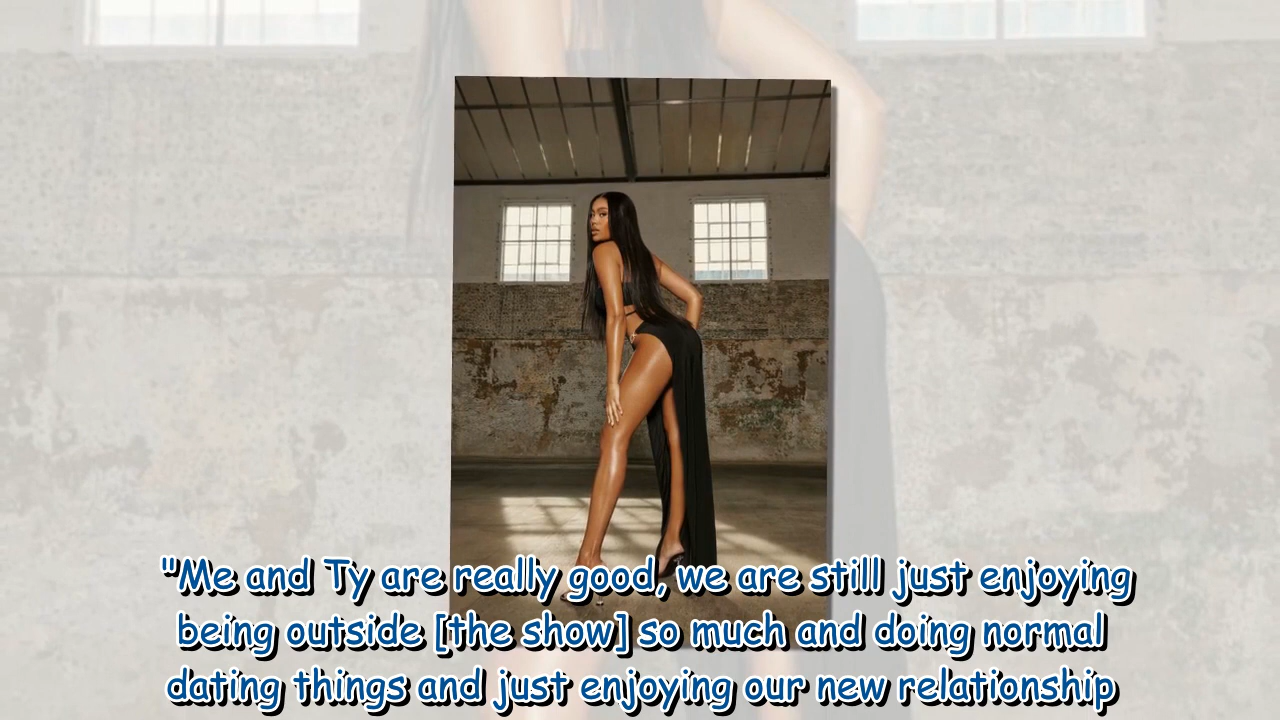 "Me and Ty are really good, we are still just enjoying
being outside [the show] so much and doing normal
dating things and just enjoying our new relationship